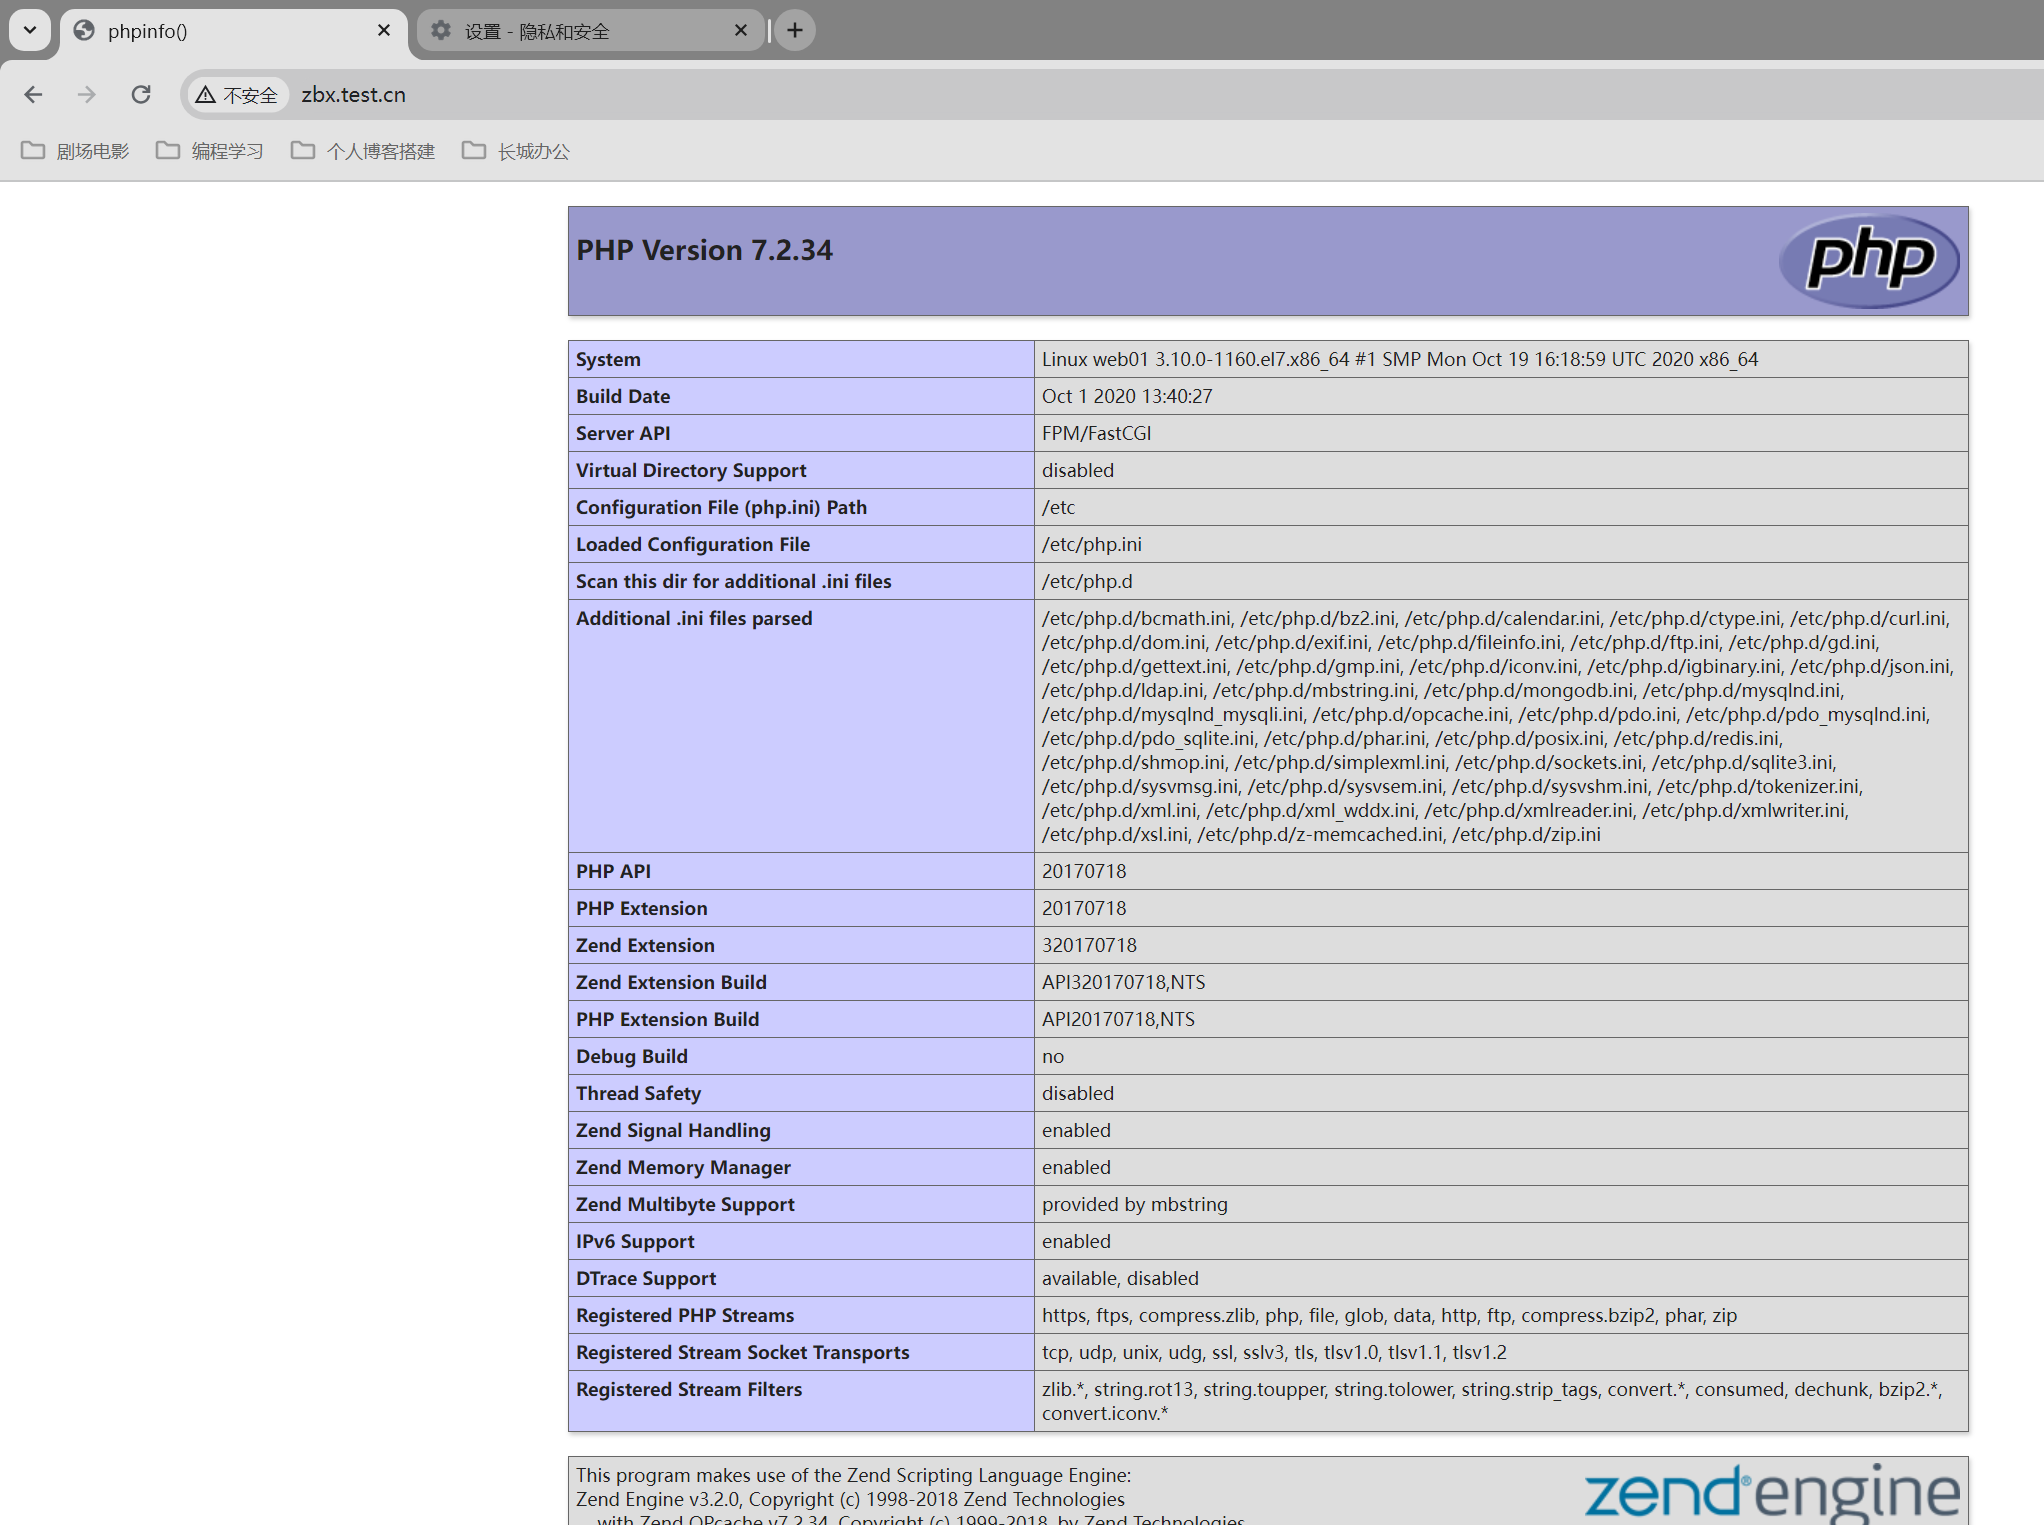 phpinfo()
设置 - 隐私和安全
不安全
zbx.test.cn
剧场电影
编程学习
个人博客搭建
长城办公
PHP Version 7.2.34
php
System
Linux web01 3.10.0-1160.el7.x86_64 #1 SMP Mon Oct 19 16:18:59 UTC 2020 x86_64
Build Date
Oct 1 2020 13:40:27
Server API
FPM/FastCGI
Virtual Directory Support
disabled
Configuration File (php.ini) Path
/etc
Loaded Configuration File
/etc/php.ini
Scan this dir for additional .ini files
/etc/php.d
Additional .ini files parsed
/etc/php.d/bcmath.ini, /etc/php.d/bz2.ini, /etc/php.d/calendar.ini, /etc/php.d/ctype.ini, /etc/php.d/curl.ini,
/etc/php.d/dom.ini, /etc/php.d/exif.ini, /etc/php.d/fileinfo.ini, /etc/php.d/ftp.ini, /etc/php.d/gd.ini,
/etc/php.d/gettext.ini, /etc/php.d/gmp.ini, /etc/php.d/iconv.ini, /etc/php.d/igbinary.ini, /etc/php.d/json.ini,
/etc/php.d/ldap.ini, /etc/php.d/mbstring.ini, /etc/php.d/mongodb.ini, /etc/php.d/mysqlnd.ini,
/etc/php.d/mysqlnd_mysqli.ini, /etc/php.d/opcache.ini, /etc/php.d/pdo.ini, /etc/php.d/pdo_mysqlnd.ini,
/etc/php.d/pdo_sqlite.ini, /etc/php.d/phar.ini, /etc/php.d/posix.ini, /etc/php.d/redis.ini,
/etc/php.d/shmop.ini, /etc/php.d/simplexml.ini, /etc/php.d/sockets.ini, /etc/php.d/sqlite3.ini,
/etc/php.d/sysvmsg.ini, /etc/php.d/sysvsem.ini, /etc/php.d/sysvshm.ini, /etc/php.d/tokenizer.ini,
/etc/php.d/xml.ini, /etc/php.d/xml_wddx.ini, /etc/php.d/xmlreader.ini, /etc/php.d/xmlwriter.ini,
/etc/php.d/xsl.ini, /etc/php.d/z-memcached.ini, /etc/php.d/zip.ini
PHP API
20170718
PHP Extension
20170718
Zend Extension
320170718
Zend Extension Build
API320170718,NTS
PHP Extension Build
API20170718,NTS
Debug Build
no
Thread Safety
disabled
Zend Signal Handling
enabled
Zend Memory Manager
enabled
Zend Multibyte Support
provided by mbstring
IPv6 Support
enabled
DTrace Support
available, disabled
Registered PHP Streams
https, ftps, compress.zlib, php, file, glob, data, http, ftp, compress.bzip2, phar, zip
Registered Stream Socket Transports
tcp, udp, unix, udg, ssl, sslv3, tls, tlsv1.0, tlsv1.1, tlsv1.2
Registered Stream Filters
zlib.*, string.rot13, string.toupper, string.tolower, string.strip_tags, convert.*, consumed, dechunk, bzip2.*,
convert.iconv.*
This program makes use of the Zend Scripting Language Engine:
Zend Engine v3.2.0, Copyright (c) 1998-2018 Zend Technologies
with Zend OPcache v7.2.34, Copyright (c) 1999-2018, by Zend Technologies
zend®engine